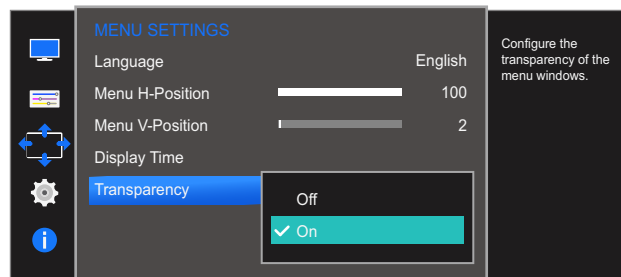 MENU SETTINGS
Language English
Menu H-Position 100
Menu V-Position 2
Display Time
Transparency
Off
On
Configure the
transparency of the
menu windows.